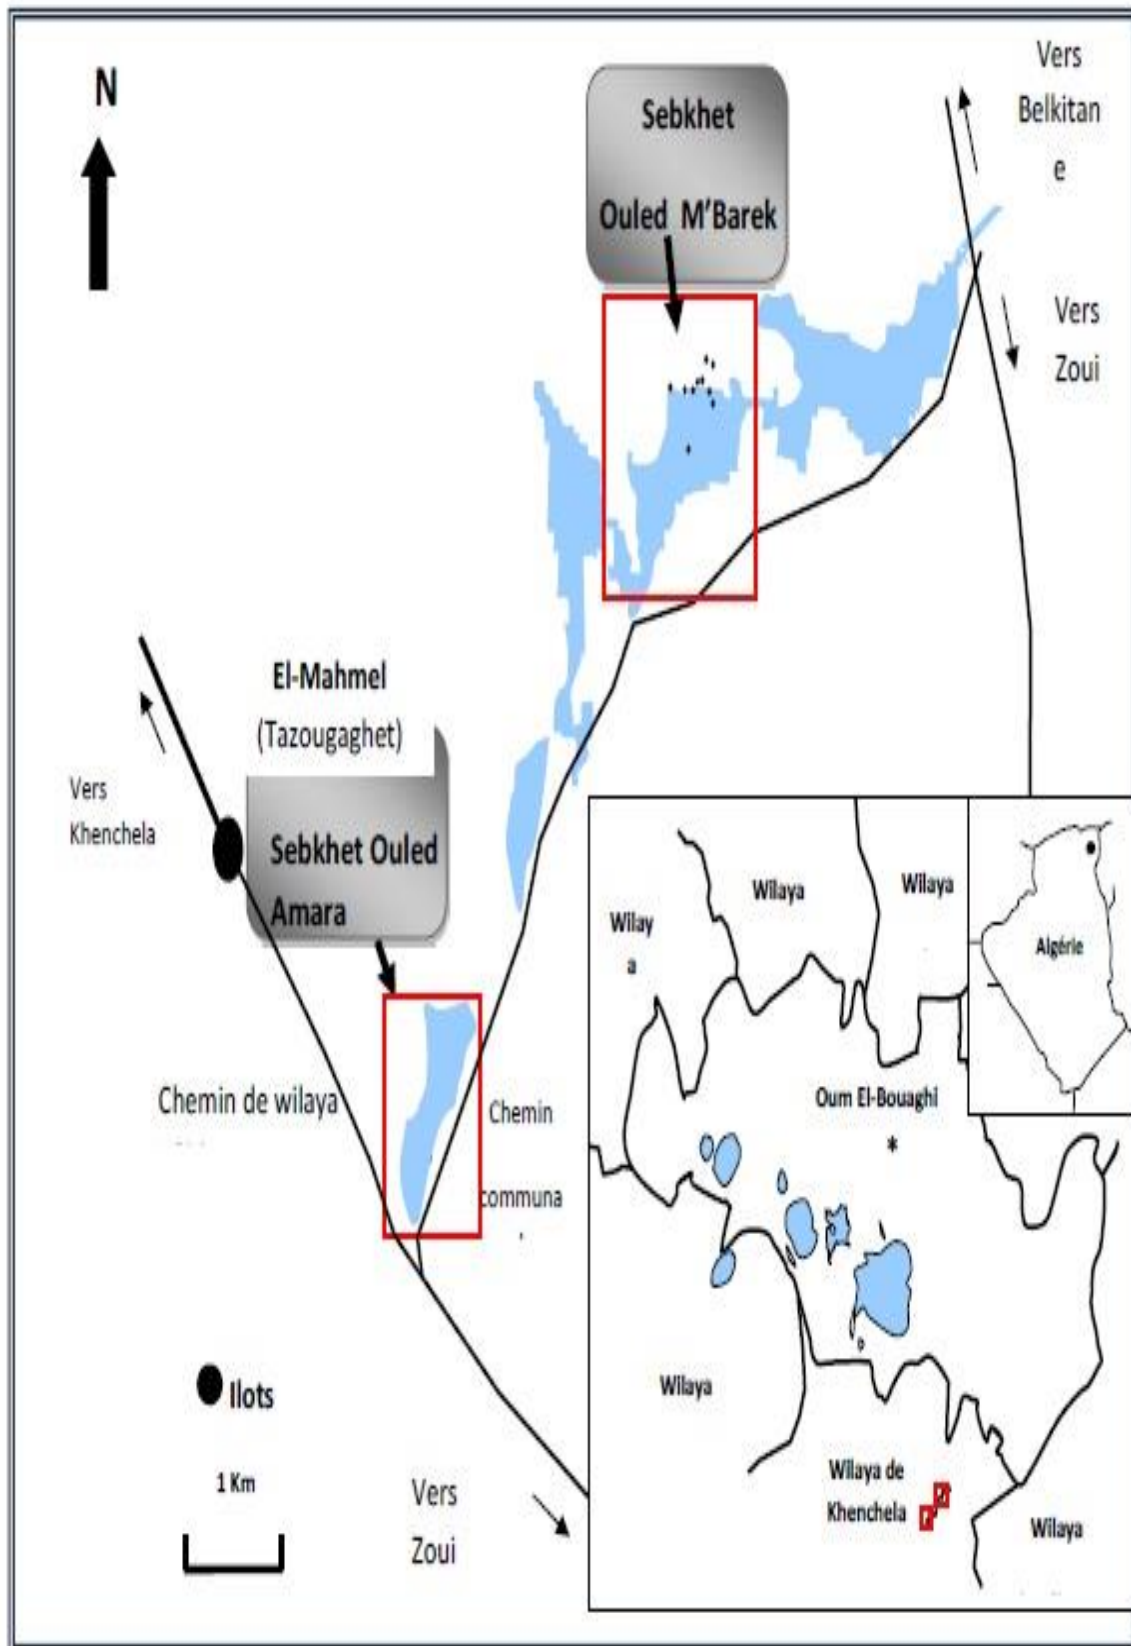 N
Sebkhet
Ouled M'Barek
Vers
Belkitan
e
Vers
Zoui
El-Mahmel
(Tazougaghet)
Vers
Khenchela
Sebkhet Ouled
Amara
Chemin de wilaya
Chemin
communa
Ilots
1 Km
Vers
Zoui
Wilay
a
Wilaya
Wilaya
Algérie
Oum El-Bouaghi
*
Wilaya
Wilaya de
Khenchela
Wilaya